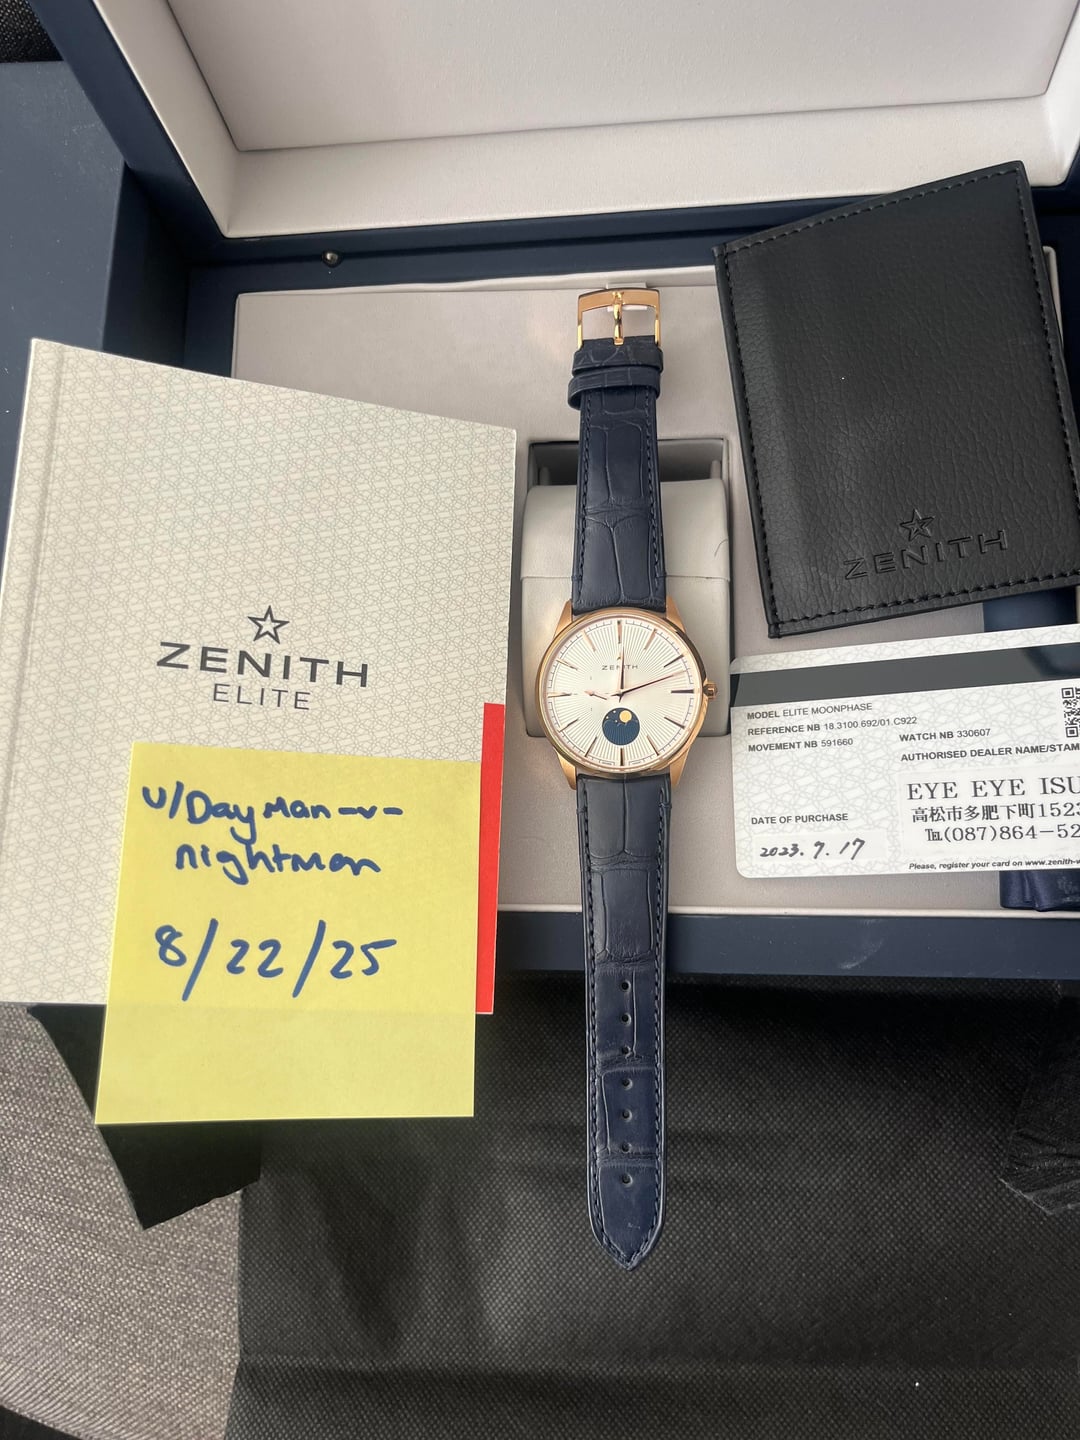 ZENITH
ELITE
u/DayMan-v-
nightman
8/22/25
ZENITH
ZENITH
MODEL ELITE MOONPHASE
REFERENCE NB 18.3100.692/01.C922
MOVEMENT NB 591660
WATCH NB 330607
AUTHORISED DEALER NAME/STAM
EYE EYE ISU
高松市多肥下町1523
℡(087)864-52
DATE OF PURCHASE
2023. 7. 17
Please, register your card on www.zenith-w